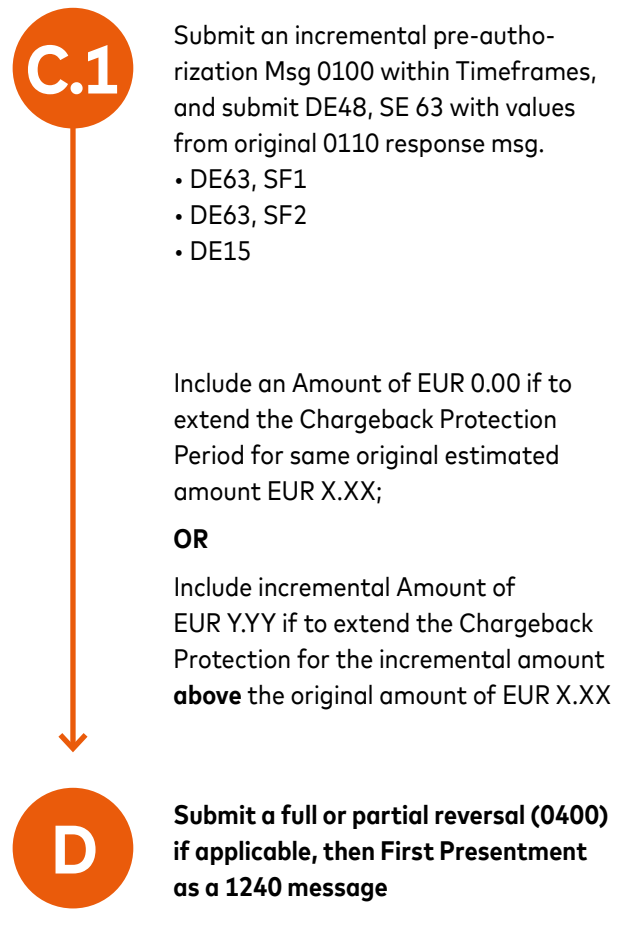 C.1
Submit an incremental pre-autho-
rization Msg 0100 within Timeframes,
and submit DE48, SE 63 with values
from original 0110 response msg.
• DE63, SF1
• DE63, SF2
• DE15
Include an Amount of EUR 0.00 if to
extend the Chargeback Protection
Period for same original estimated
amount EUR X.XX;
OR
Include incremental Amount of
EUR Y.YY if to extend the Chargeback
Protection for the incremental amount
above the original amount of EUR X.XX
D
Submit a full or partial reversal (0400)
if applicable, then First Presentment
as a 1240 message